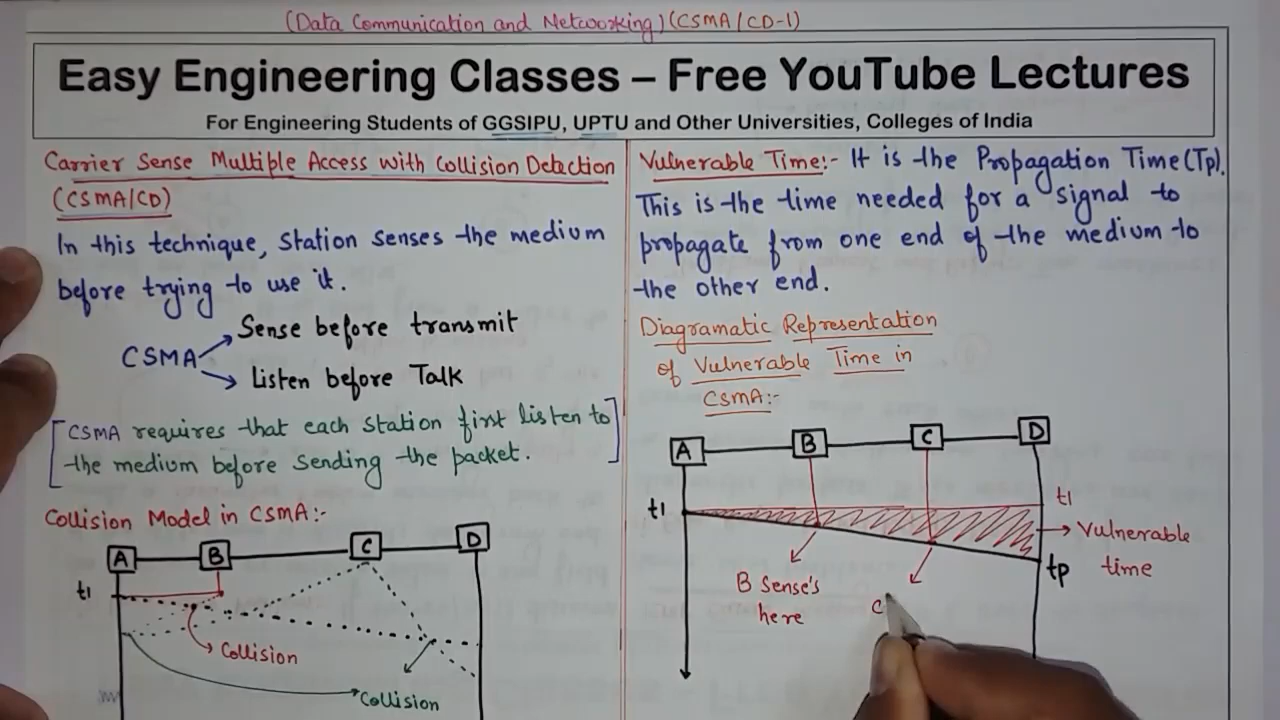 (Data Communication and Networking) (CSMA/CD-1)
Easy Engineering Classes – Free YouTube Lectures
For Engineering Students of GGSIPU, UPTU and Other Universities, Colleges of India
Carrier Sense Multiple Access with Collision Detection
(CSMA/CD)
In this technique, Station Senses the medium
before trying to use it.
CSMA
Sense before transmit
Listen before Talk
[CSMA requires that each Station first listen to
the medium before Sending the packet.]
Collision Model in CSMA:-
A B C D
t1
Collision
Collision
Vulnerable Time:- It is the Propagation Time (Tp).
This is the time needed for a signal to
propagate from one end of the medium to
the other end.
Diagramatic Representation
of Vulnerable Time in
CSMA:-
A B C D
t1
t1
Vulnerable
time
tp
B Sense's
here
C